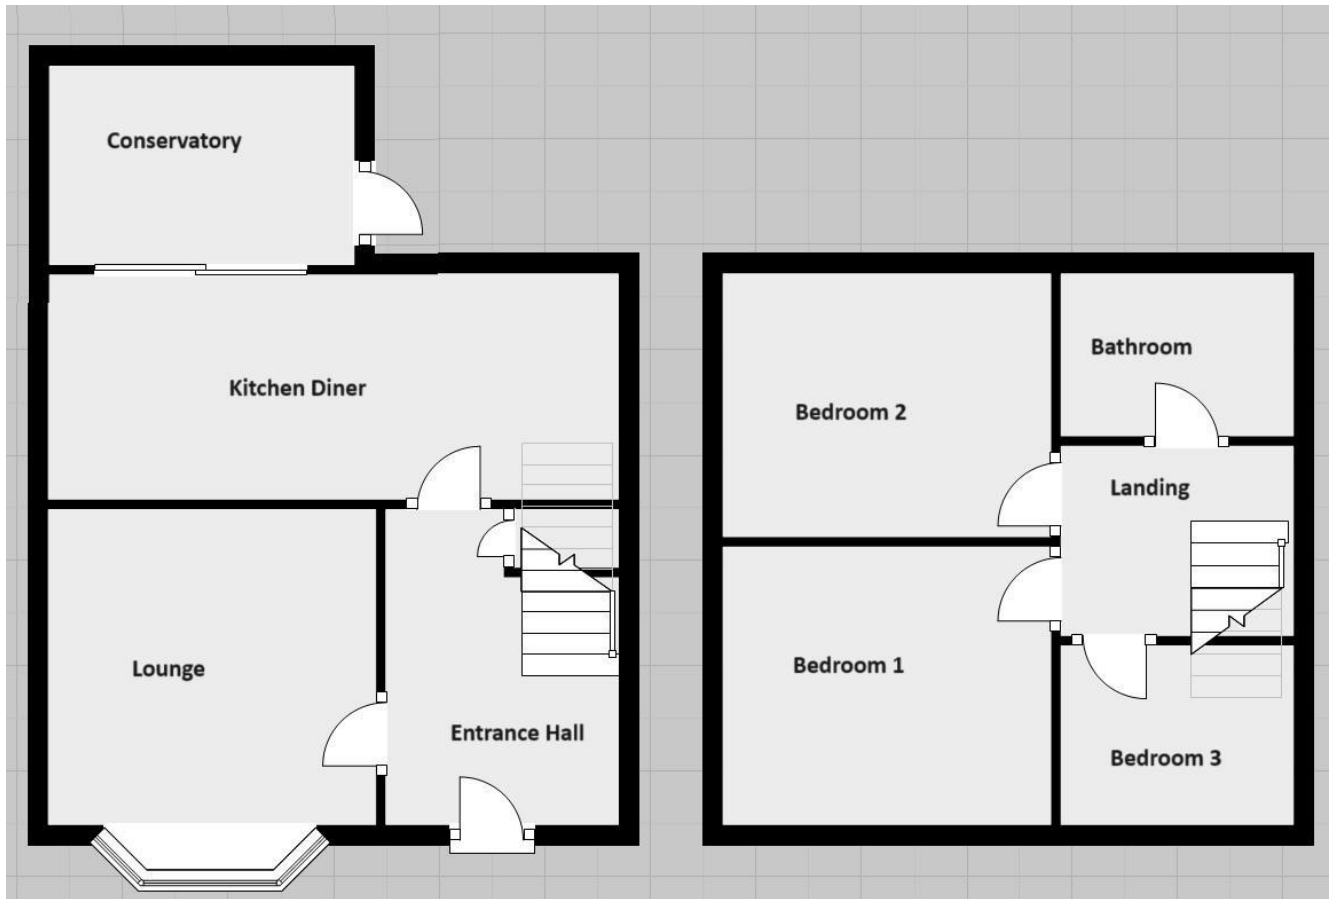 Conservatory
Kitchen Diner
Lounge
Entrance Hall
Bedroom 2
Bathroom
Landing
Bedroom 1
Bedroom 3